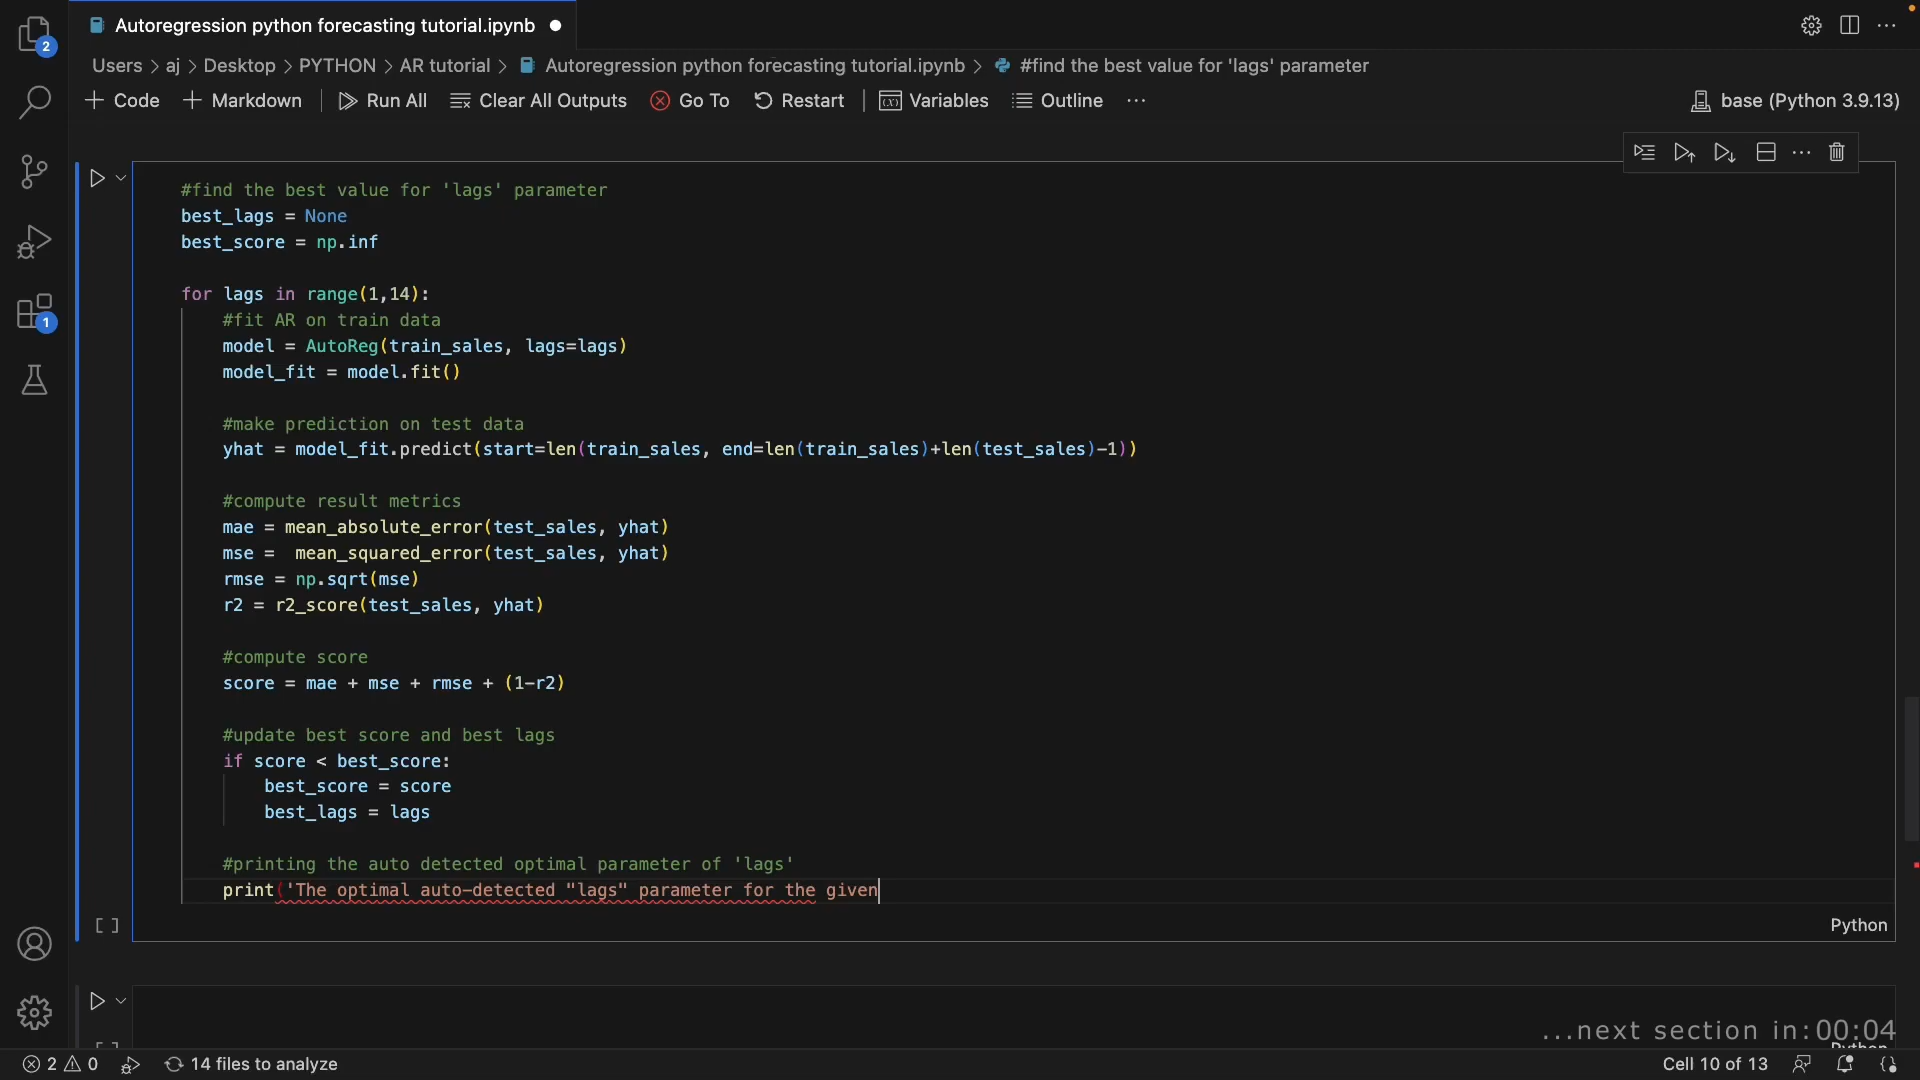 2
Autoregression python forecasting tutorial.ipynb
Users > aj > Desktop > PYTHON > AR tutorial > Autoregression python forecasting tutorial.ipynb > #find the best value for 'lags' parameter
+ Code + Markdown Run All Clear All Outputs Go To Restart Variables Outline ... base (Python 3.9.13)
#find the best value for 'lags' parameter
best_lags = None
best_score = np.inf
for lags in range(1,14):
#fit AR on train data
1
model = AutoReg(train_sales, lags=lags)
model_fit = model.fit()
#make prediction on test data
yhat = model_fit.predict(start=len(train_sales, end=len(train_sales)+len(test_sales)-1))
#compute result metrics
mae = mean_absolute_error(test_sales, yhat)
mse =  mean_squared_error(test_sales, yhat)
rmse = np.sqrt(mse)
r2 = r2_score(test_sales, yhat)
#compute score
score = mae + mse + rmse + (1-r2)
#update best score and best lags
if score < best_score:
best_score = score
best_lags = lags
#printing the auto detected optimal parameter of 'lags'
print('The optimal auto-detected "lags" parameter for the given
[ ] Python
...next section in:00:04
2 0 14 files to analyze Cell 10 of 13